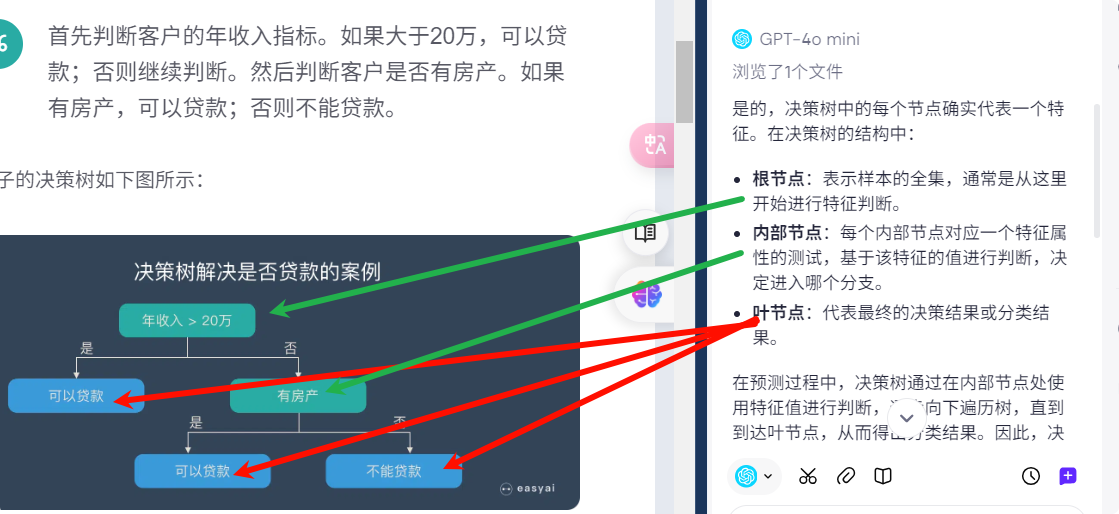 首先判断客户的年收入指标。如果大于20万，可以贷
款；否则继续判断。然后判断客户是否有房产。如果
有房产，可以贷款；否则不能贷款。
子的决策树如下图所示：
决策树解决是否贷款的案例
年收入 > 20万
是
否
可以贷款
有房产
是
否
可以贷款
不能贷款
easyai
GPT-4o mini
浏览了1个文件
是的，决策树中的每个节点确实代表一个特
征。在决策树的结构中：
• 根节点：表示样本的全集，通常是从这里
开始进行特征判断。
• 内部节点：每个内部节点对应一个特征属
性的测试，基于该特征的值进行判断，决
定进入哪个分支。
• 叶节点：代表最终的决策结果或分类结
果。
在预测过程中，决策树通过在内部节点处使
用特征值进行判断，向下遍历树，直到
到达叶节点，从而得出分类结果。因此，决